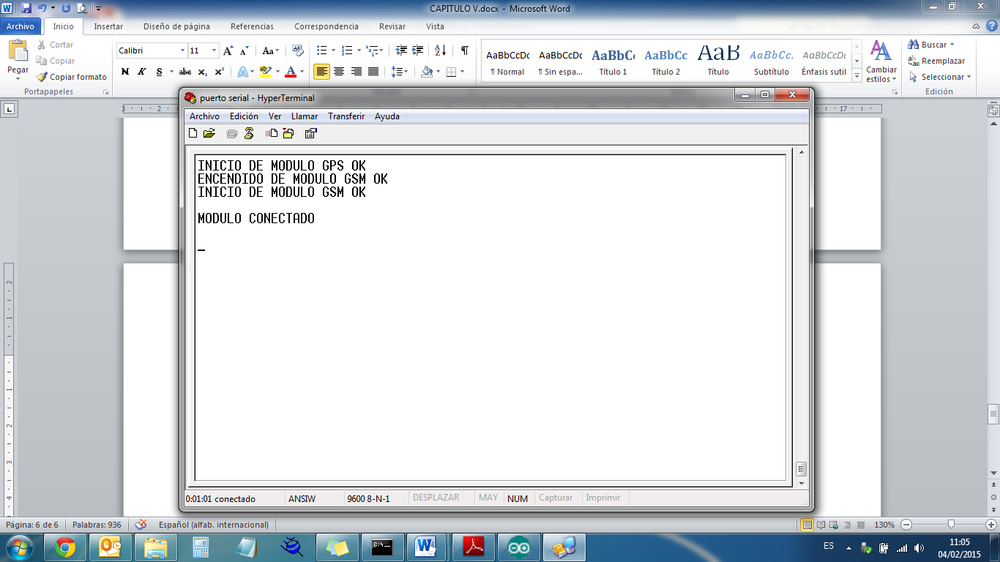 CAPITULO V.docx - Microsoft Word
Archivo Inicio Insertar Diseño de página Referencias Correspondencia Revisar Vista
Pegar
Cortar
Copiar
Copiar formato
Portapapeles
Calibri 11
AaBbCcDc AaBbCcDc AaBbC AaBbCc AaB AaBbCc. AaBbCcDc
¶ Normal ¶ Sin espa... Título 1 Título 2 Título Subtítulo Énfasis sutil
Cambiar estilos
Buscar
Reemplazar
Seleccionar
Edición
puerto serial - HyperTerminal
Archivo Edición Ver Llamar Transferir Ayuda
INICIO DE MODULO GPS OK
ENCENDIDO DE MODULO GSM OK
INICIO DE MODULO GSM OK
MODULO CONECTADO
0:01:01 conectado ANSIW 9600 8-N-1 DESPLAZAR MAY NUM Capturar Imprimir
Página: 6 de 6 Palabras: 936 Español (alfab. internacional) 130%
ES 11:05
04/02/2015